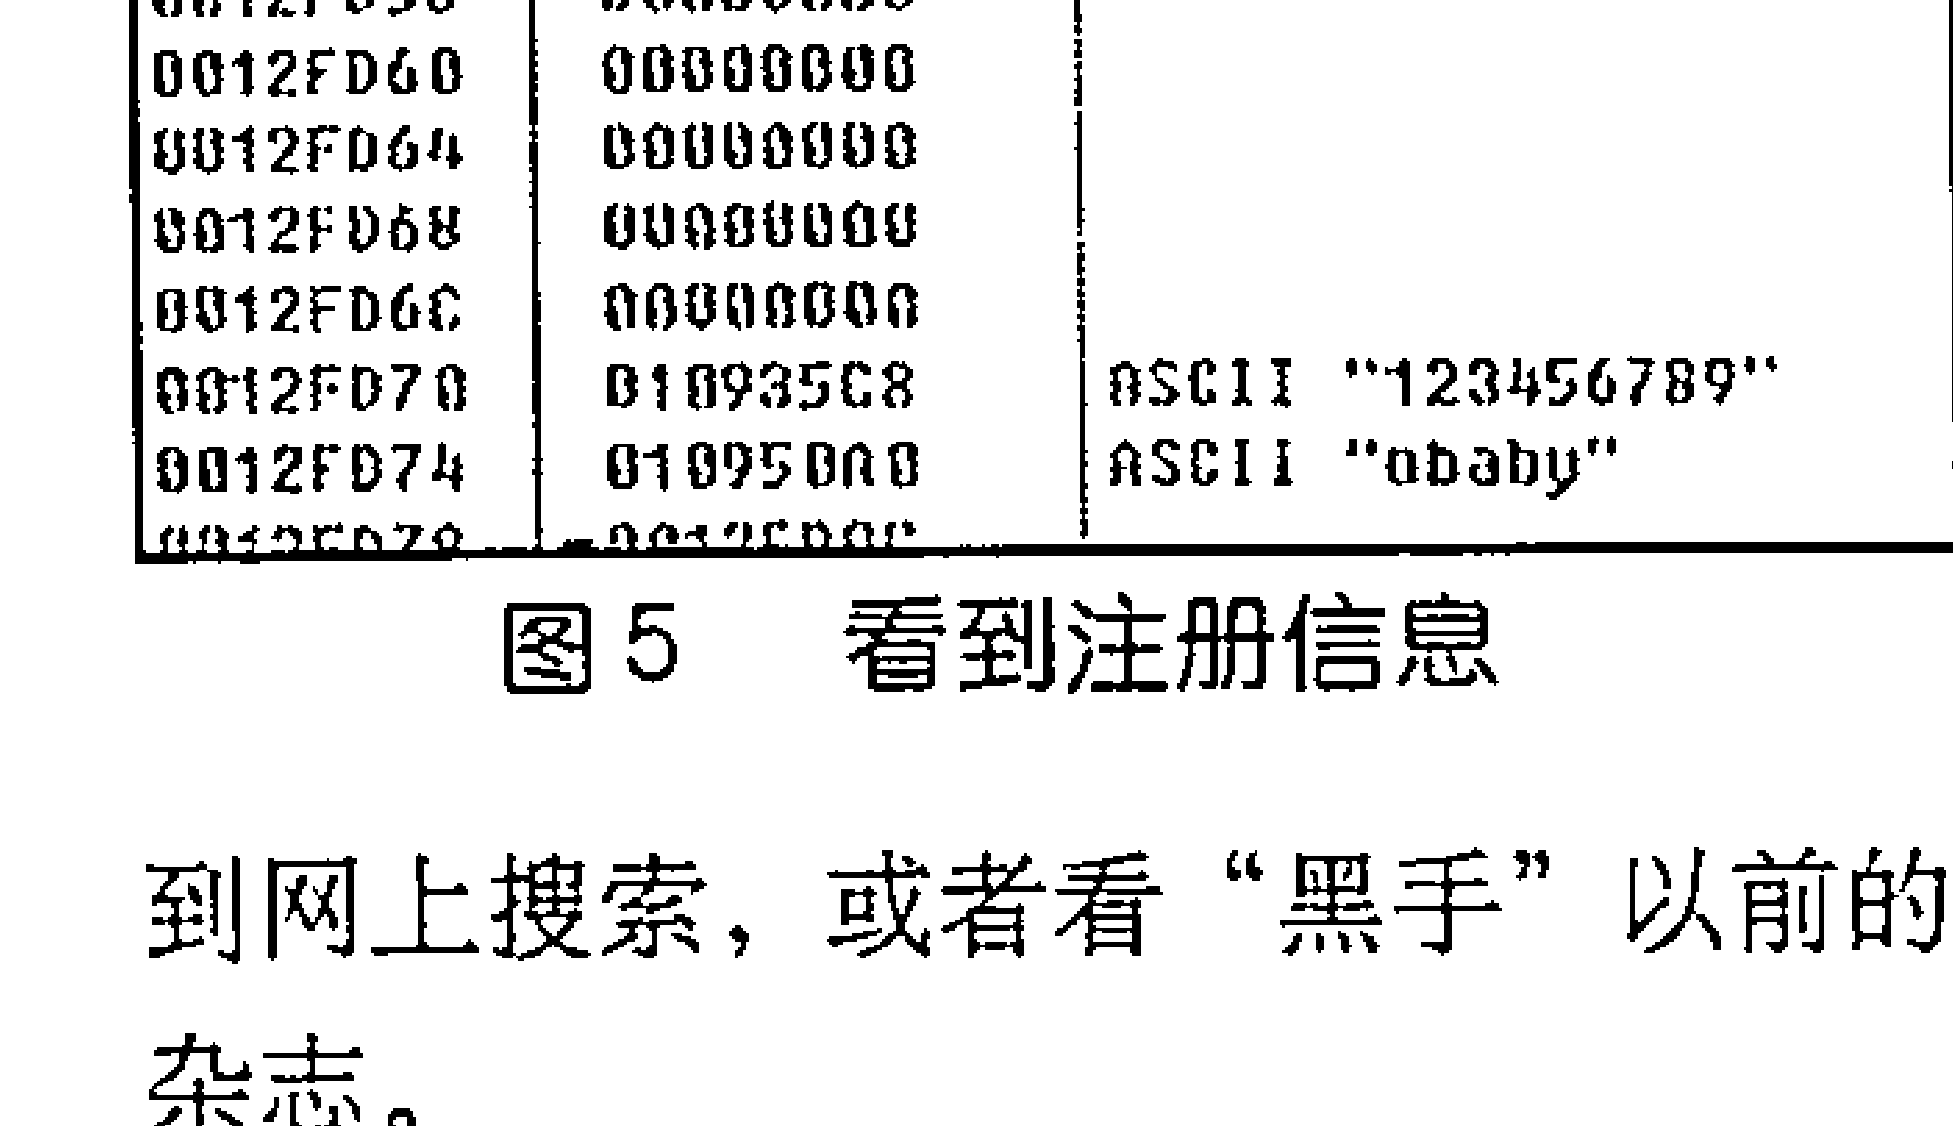 0012FD60 00000000
0012FD64 00000000
0012FD68 00000000
0012FD6C 00000000
0012FD70 010935C8 ASCII "123456789"
0012FD74 010950A0 ASCII "obaby"
0012FD78
图5 看到注册信息
到网上搜索，或者看“黑手”以前的
杂志。